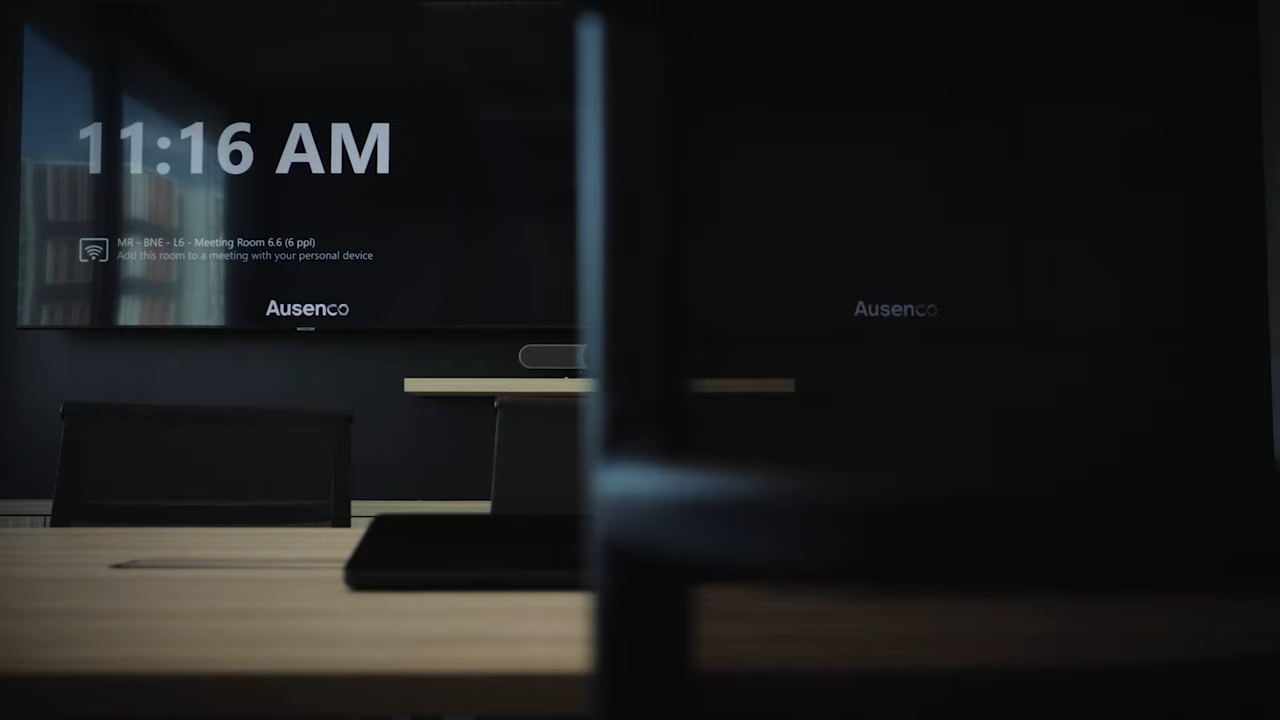 11:16 AM
MR - BNE - L6 - Meeting Room 6.6 (6 ppl)
Add this room to a meeting with your personal device
Ausenco
Ausenco